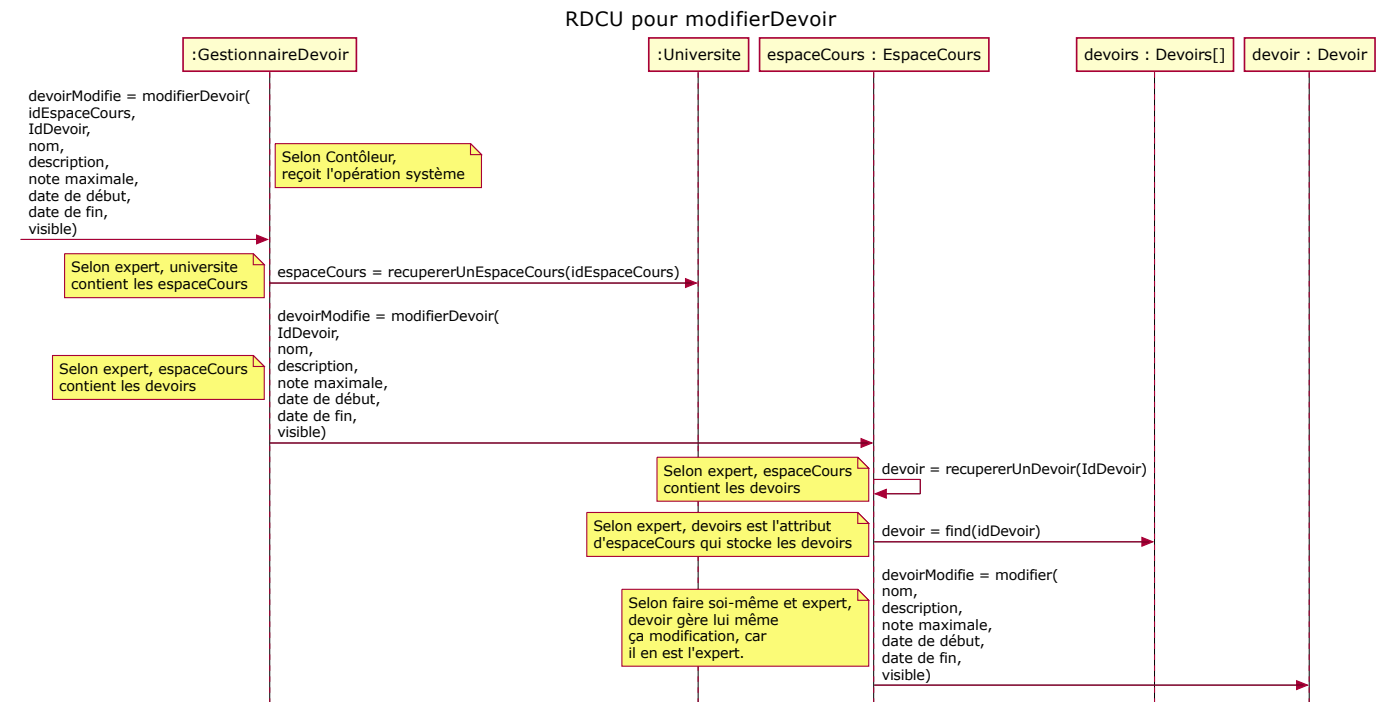 RDCU pour modifierDevoir
:GestionnaireDevoir
:Universite
espaceCours : EspaceCours
devoirs : Devoirs[]
devoir : Devoir
devoirModifie = modifierDevoir(
idEspaceCours,
IdDevoir,
nom,
description,
note maximale,
date de début,
date de fin,
visible)
Selon Contôleur,
reçoit l'opération système
Selon expert, universite
contient les espaceCours
espaceCours = recupererUnEspaceCours(idEspaceCours)
devoirModifie = modifierDevoir(
IdDevoir,
nom,
description,
note maximale,
date de début,
date de fin,
visible)
Selon expert, espaceCours
contient les devoirs
Selon expert, espaceCours
contient les devoirs
devoir = recupererUnDevoir(IdDevoir)
Selon expert, devoirs est l'attribut
d'espaceCours qui stocke les devoirs
devoir = find(idDevoir)
devoirModifie = modifier(
nom,
description,
note maximale,
date de début,
date de fin,
visible)
Selon faire soi-même et expert,
devoir gère lui même
ça modification, car
il en est l'expert.